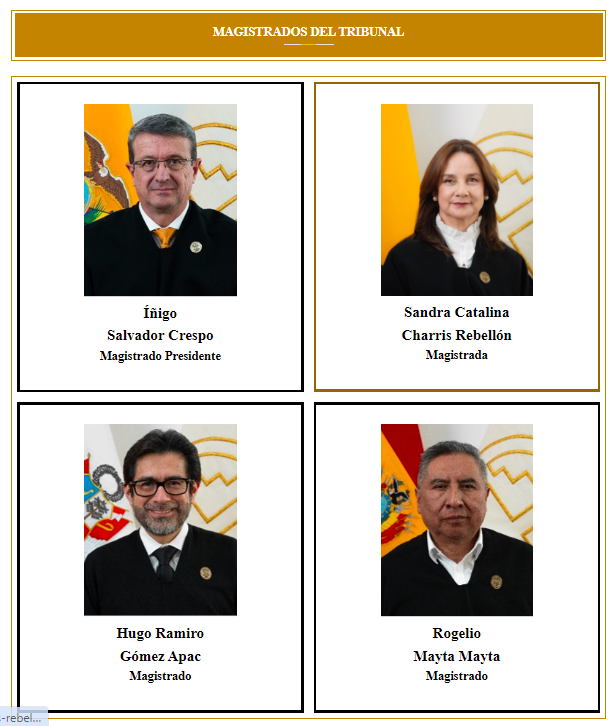 MAGISTRADOS DEL TRIBUNAL
Íñigo
Salvador Crespo
Magistrado Presidente
Sandra Catalina
Charris Rebellón
Magistrada
Hugo Ramiro
Gómez Apac
Magistrado
Rogelio
Mayta Mayta
Magistrado
-rebel...